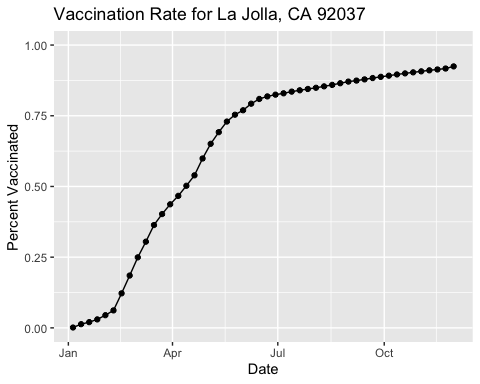 Vaccination Rate for La Jolla, CA 92037
1.00
0.75
0.50
0.25
0.00
Percent Vaccinated
Jan Apr Jul Oct
Date